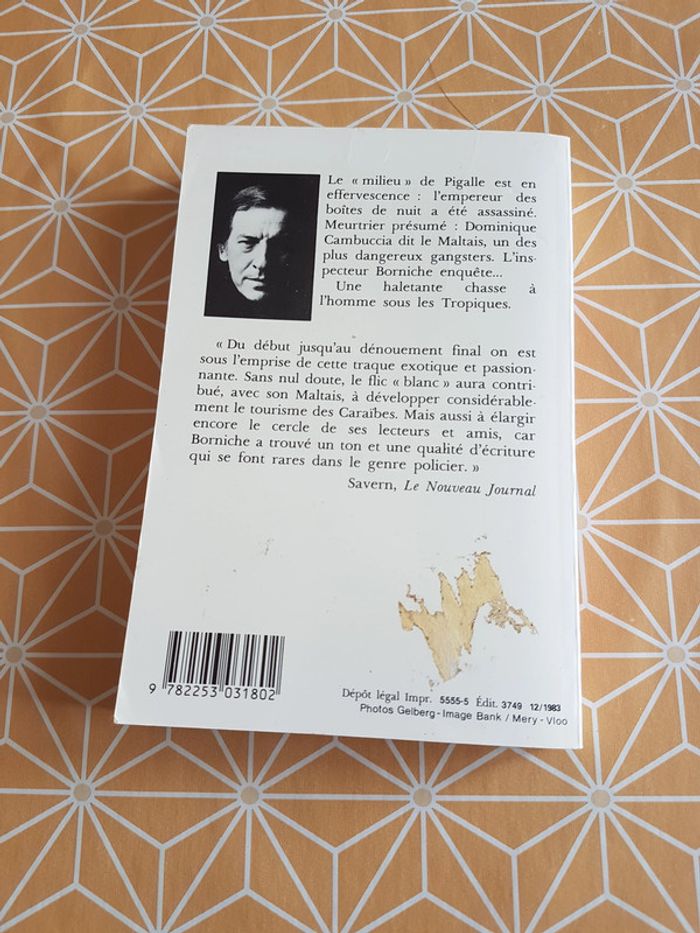 Le « milieu » de Pigalle est en
effervescence : l'empereur des
boîtes de nuit a été assassiné.
Meurtrier présumé : Dominique
Cambuccia dit le Maltais, un des
plus dangereux gangsters. L'ins-
pecteur Borniche enquête...
Une haletante chasse à
l'homme sous les Tropiques.
« Du début jusqu'au dénouement final on est
sous l'emprise de cette traque exotique et passion-
nante. Sans nul doute, le flic « blanc » aura contri-
bué, avec son Maltais, à développer considérable-
ment le tourisme des Caraïbes. Mais aussi à élargir
encore le cercle de ses lecteurs et amis, car
Borniche a trouvé un ton et une qualité d'écriture
qui se font rares dans le genre policier. »
Savern, Le Nouveau Journal
9 782253 031802
Dépôt légal Impr. 5555-5 Édit. 3749 12/1983
Photos Gelberg - Image Bank / Mery - Vloo